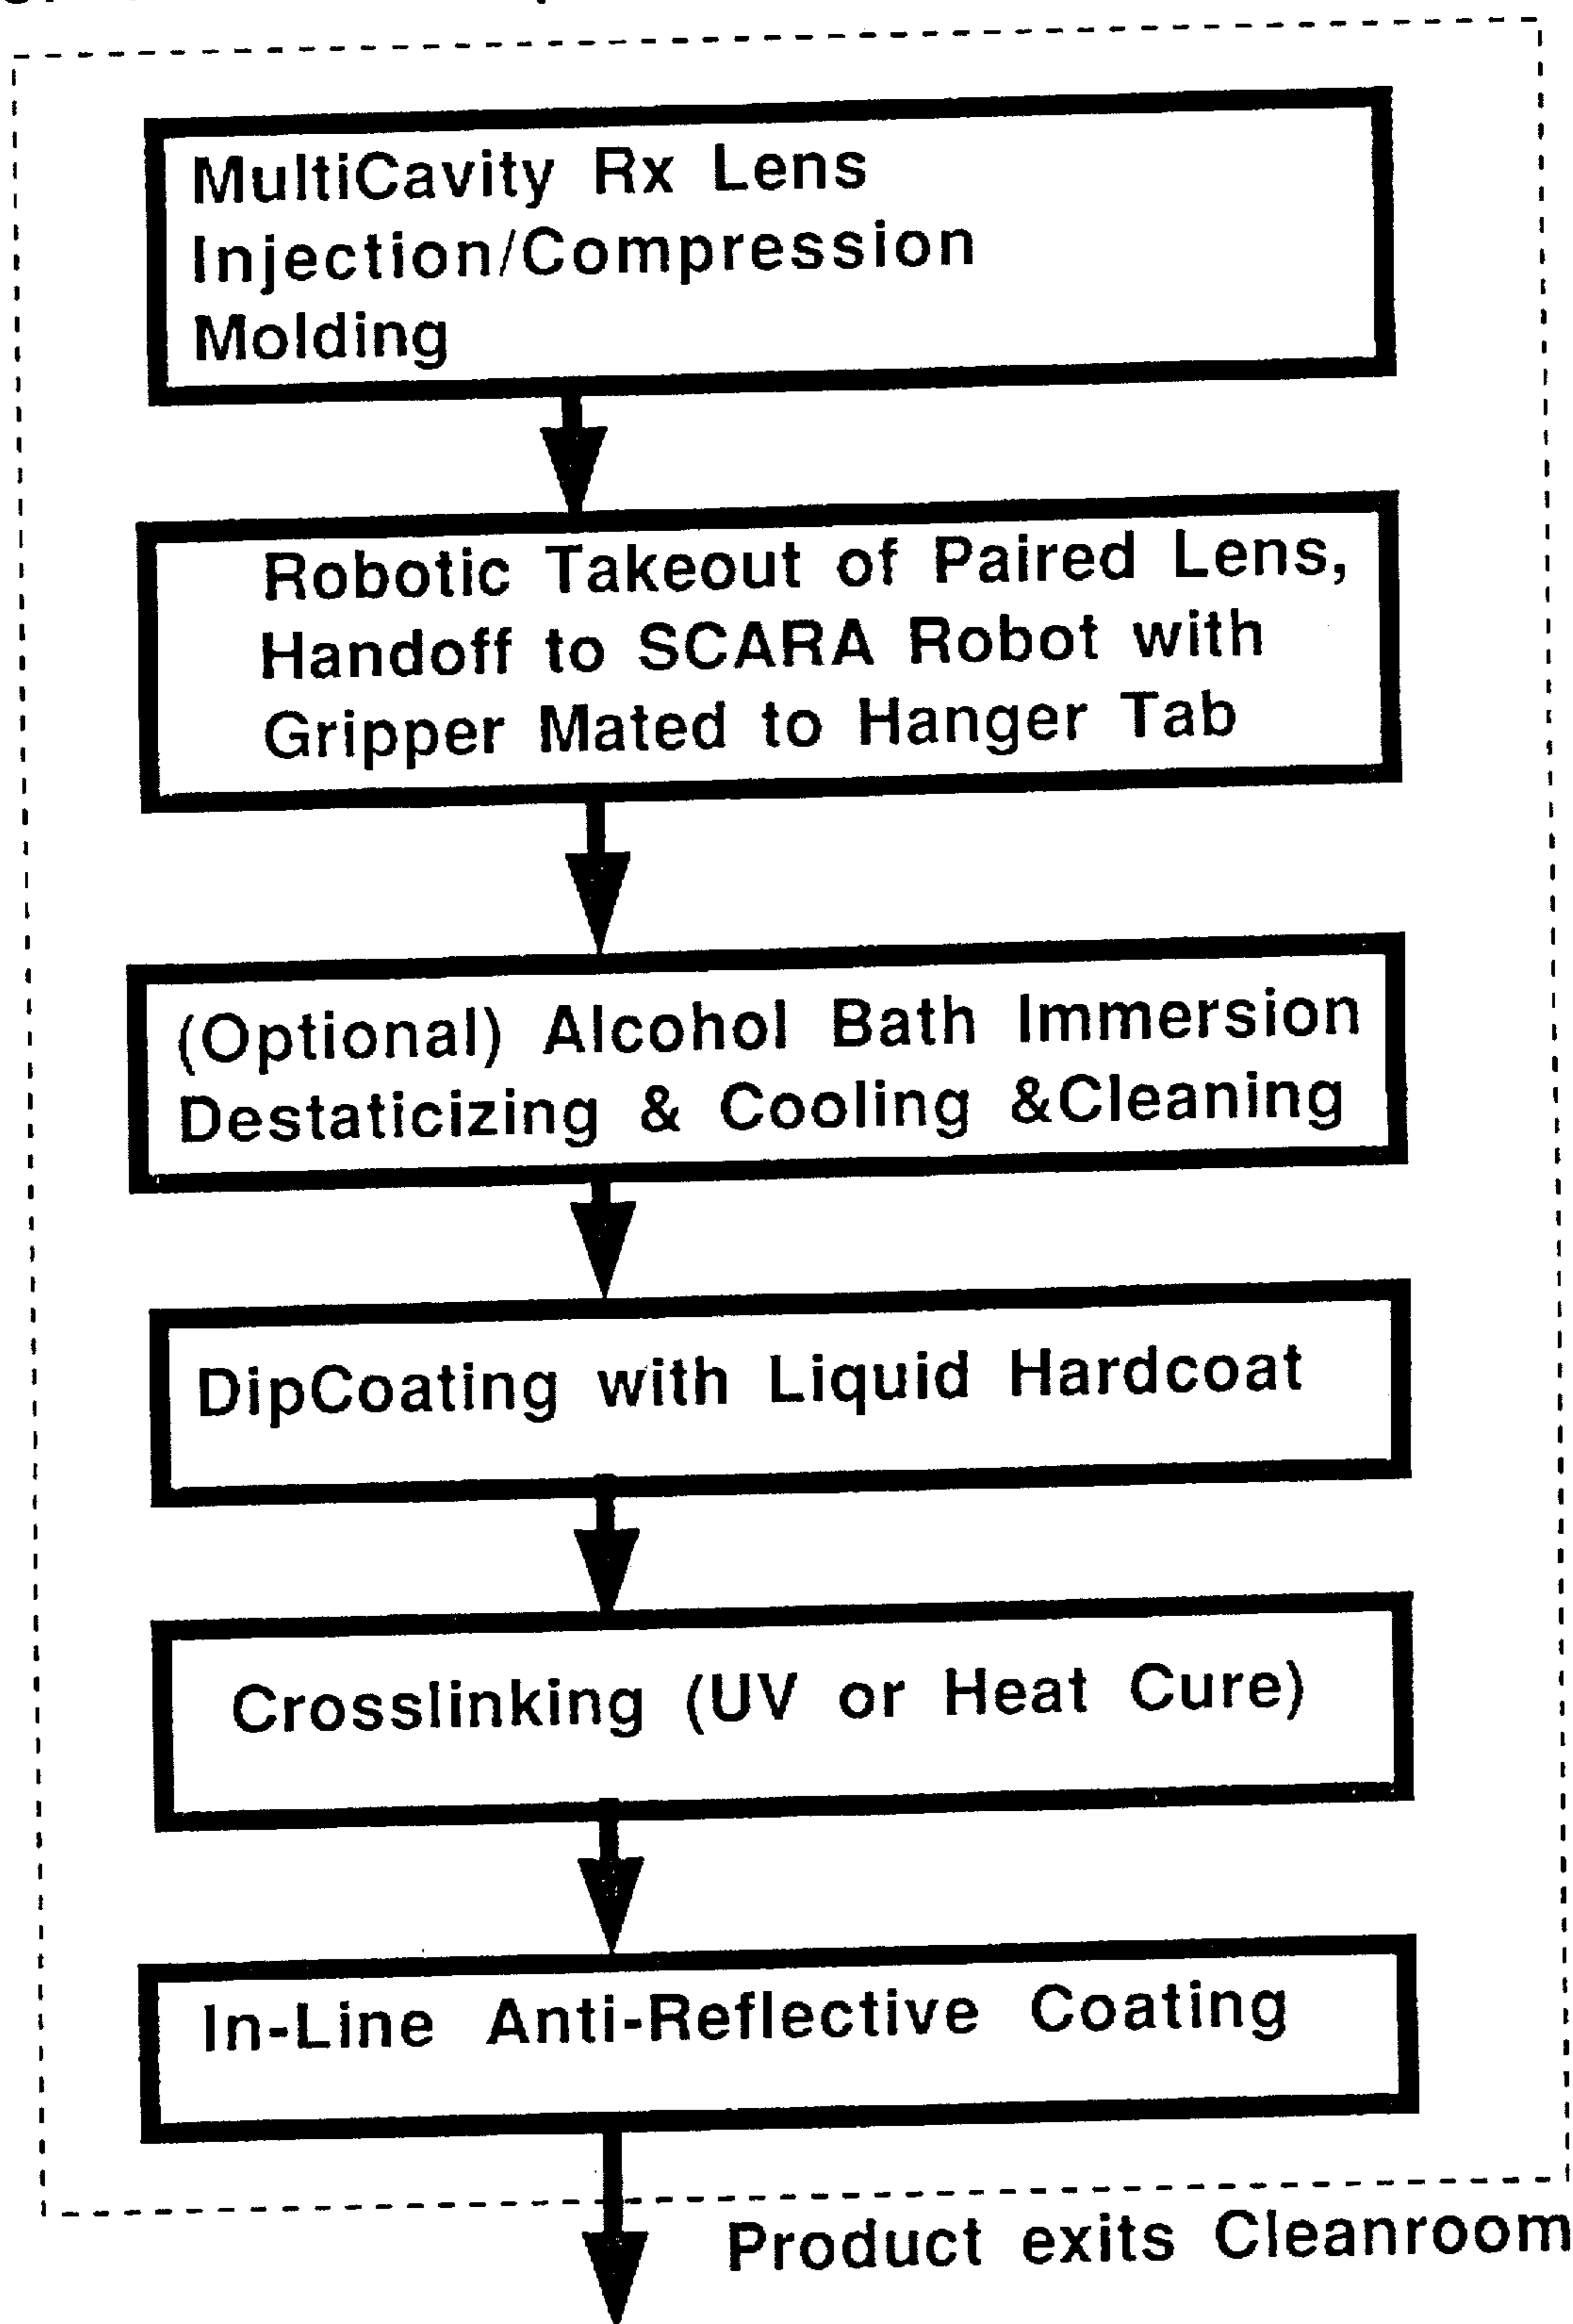 MultiCavity Rx Lens
Injection/Compression
Molding
Robotic Takeout of Paired Lens,
Handoff to SCARA Robot with
Gripper Mated to Hanger Tab
(Optional) Alcohol Bath Immersion
Destaticizing & Cooling &Cleaning
DipCoating with Liquid Hardcoat
Crosslinking (UV or Heat Cure)
In-Line Anti-Reflective Coating
Product exits Cleanroom